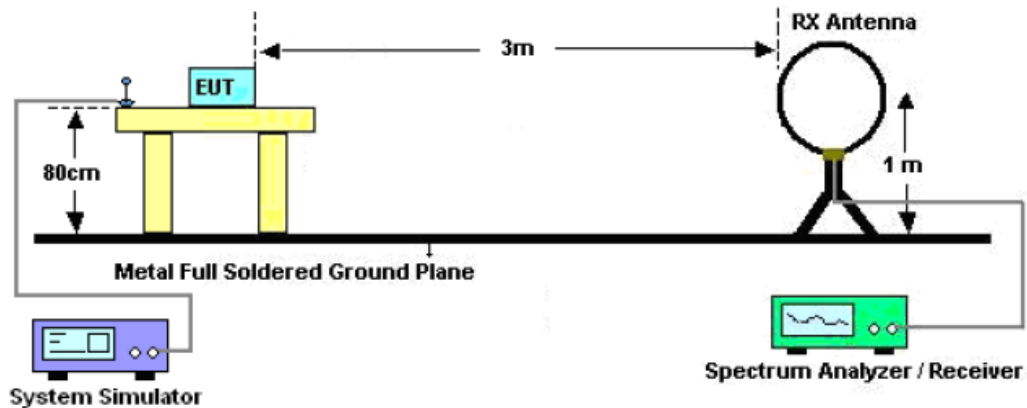 RX Antenna
3m
EUT
80cm
1 m
Metal Full Soldered Ground Plane
System Simulator
Spectrum Analyzer / Receiver